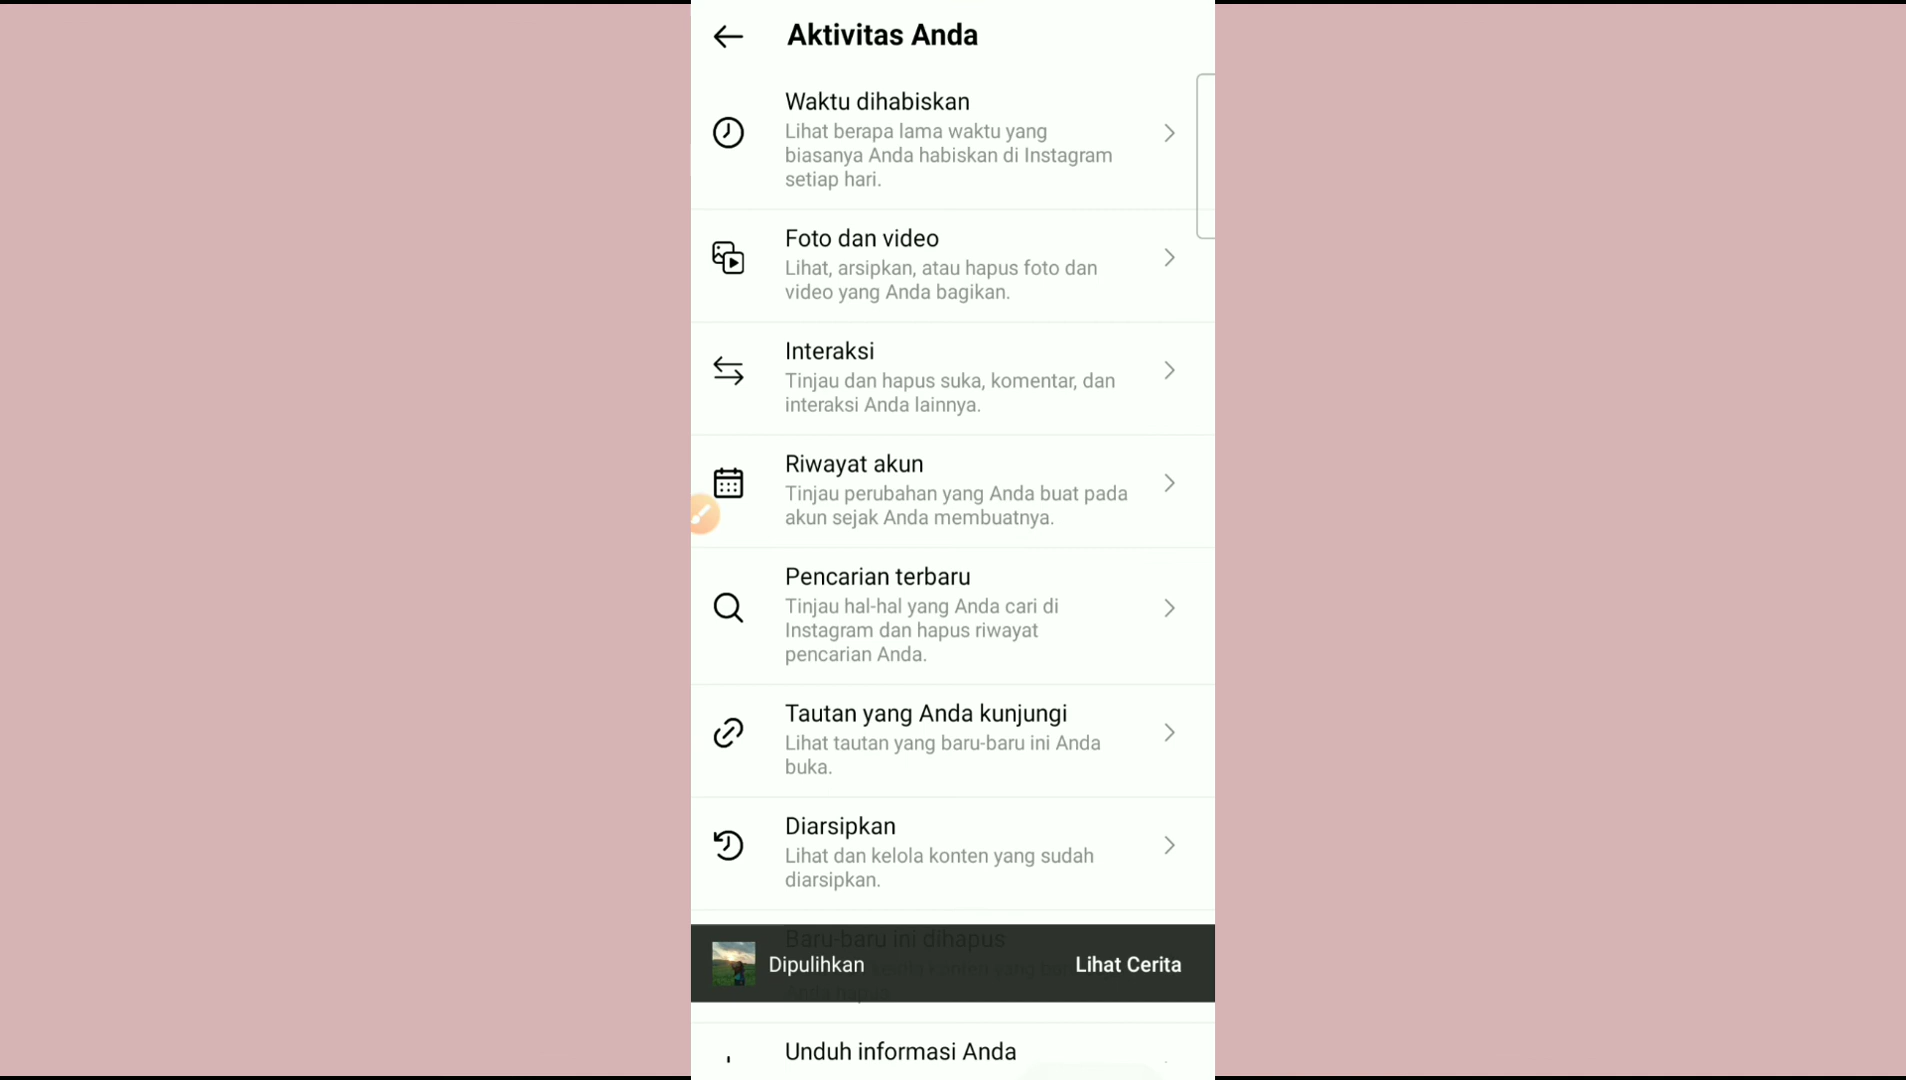 Aktivitas Anda
Waktu dihabiskan
Lihat berapa lama waktu yang
biasanya Anda habiskan di Instagram
setiap hari.
Foto dan video
Lihat, arsipkan, atau hapus foto dan
video yang Anda bagikan.
Interaksi
Tinjau dan hapus suka, komentar, dan
interaksi Anda lainnya.
Riwayat akun
Tinjau perubahan yang Anda buat pada
akun sejak Anda membuatnya.
Pencarian terbaru
Tinjau hal-hal yang Anda cari di
Instagram dan hapus riwayat
pencarian Anda.
Tautan yang Anda kunjungi
Lihat tautan yang baru-baru ini Anda
buka.
Diarsipkan
Lihat dan kelola konten yang sudah
diarsipkan.
Baru-baru ini dihapus
Dipulihkan
Lihat Cerita
Unduh informasi Anda